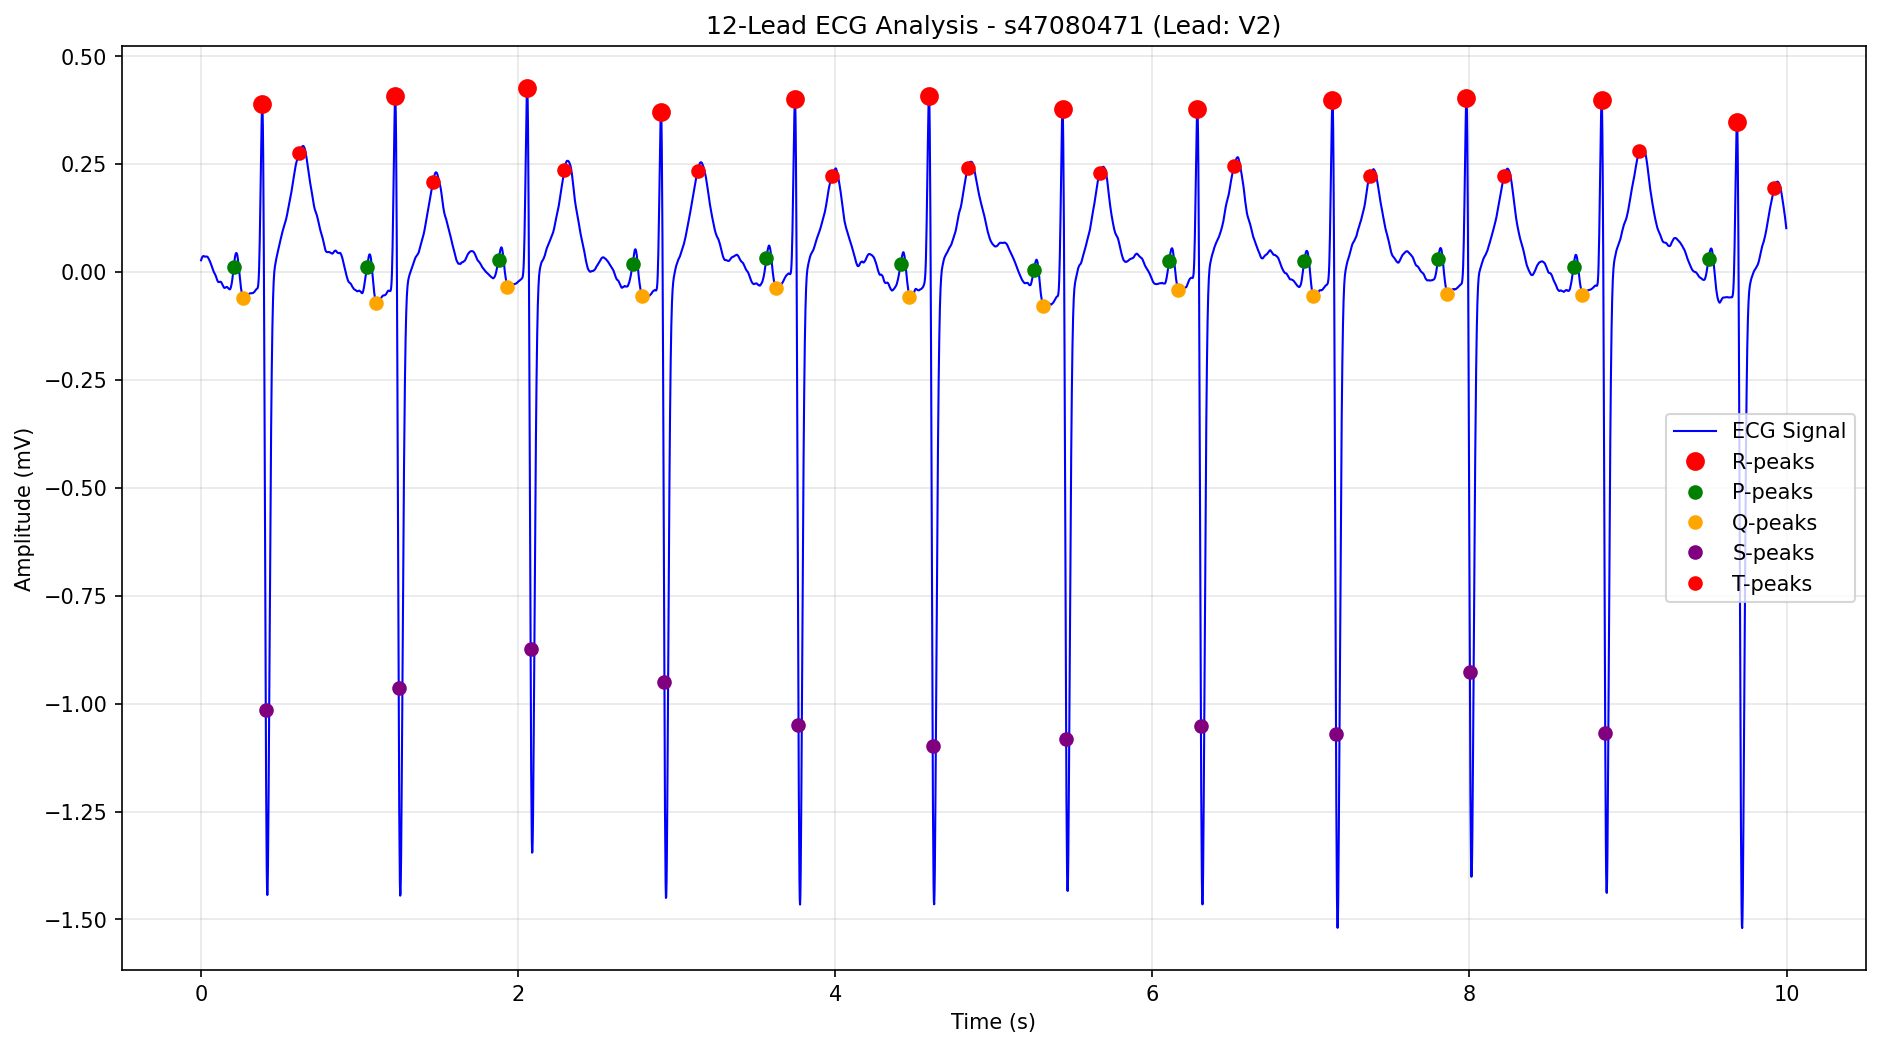 12-Lead ECG Analysis - s47080471 (Lead: V2)
0.50
0.25
0.00
−0.25
−0.50
−0.75
−1.00
−1.25
−1.50
Amplitude (mV)
ECG Signal
R-peaks
P-peaks
Q-peaks
S-peaks
T-peaks
0 2 4 6 8 10
Time (s)